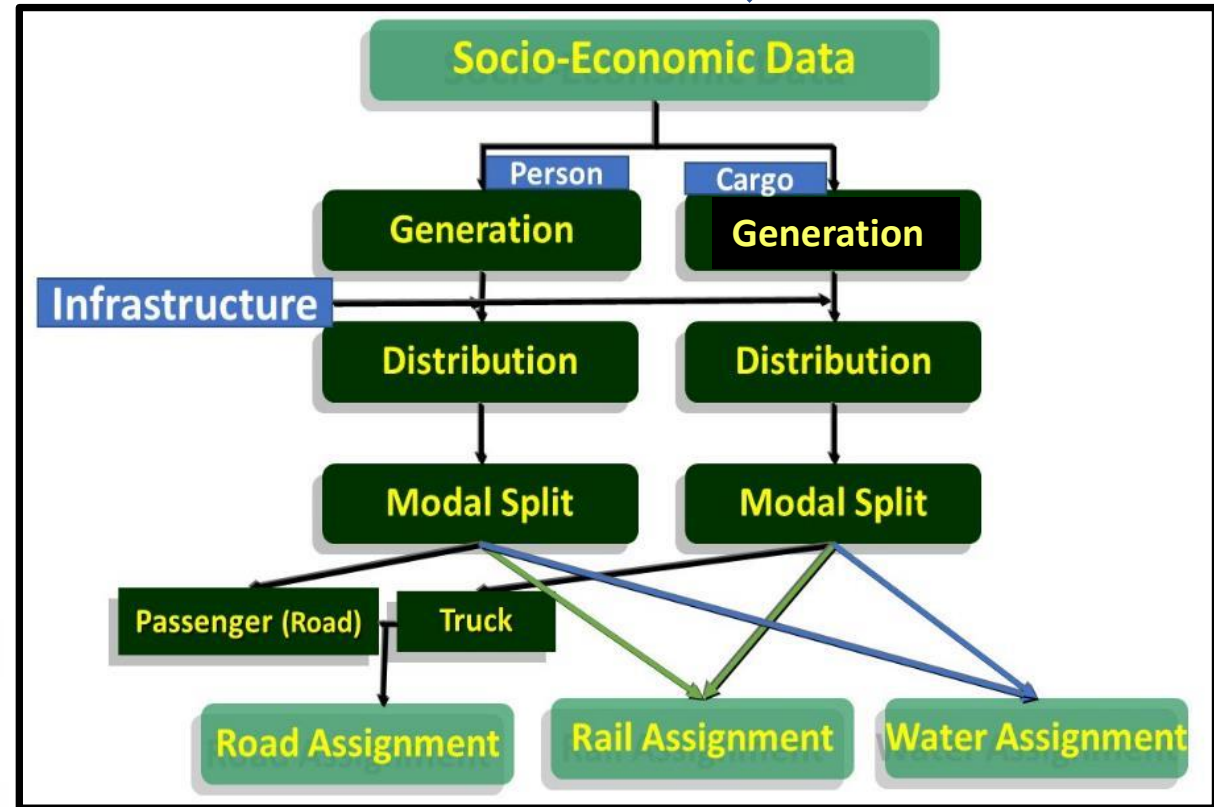 Socio-Economic Data
Person
Cargo
Generation
Generation
Infrastructure
Distribution
Distribution
Modal Split
Modal Split
Passenger (Road)
Truck
Road Assignment
Rail Assignment
Water Assignment